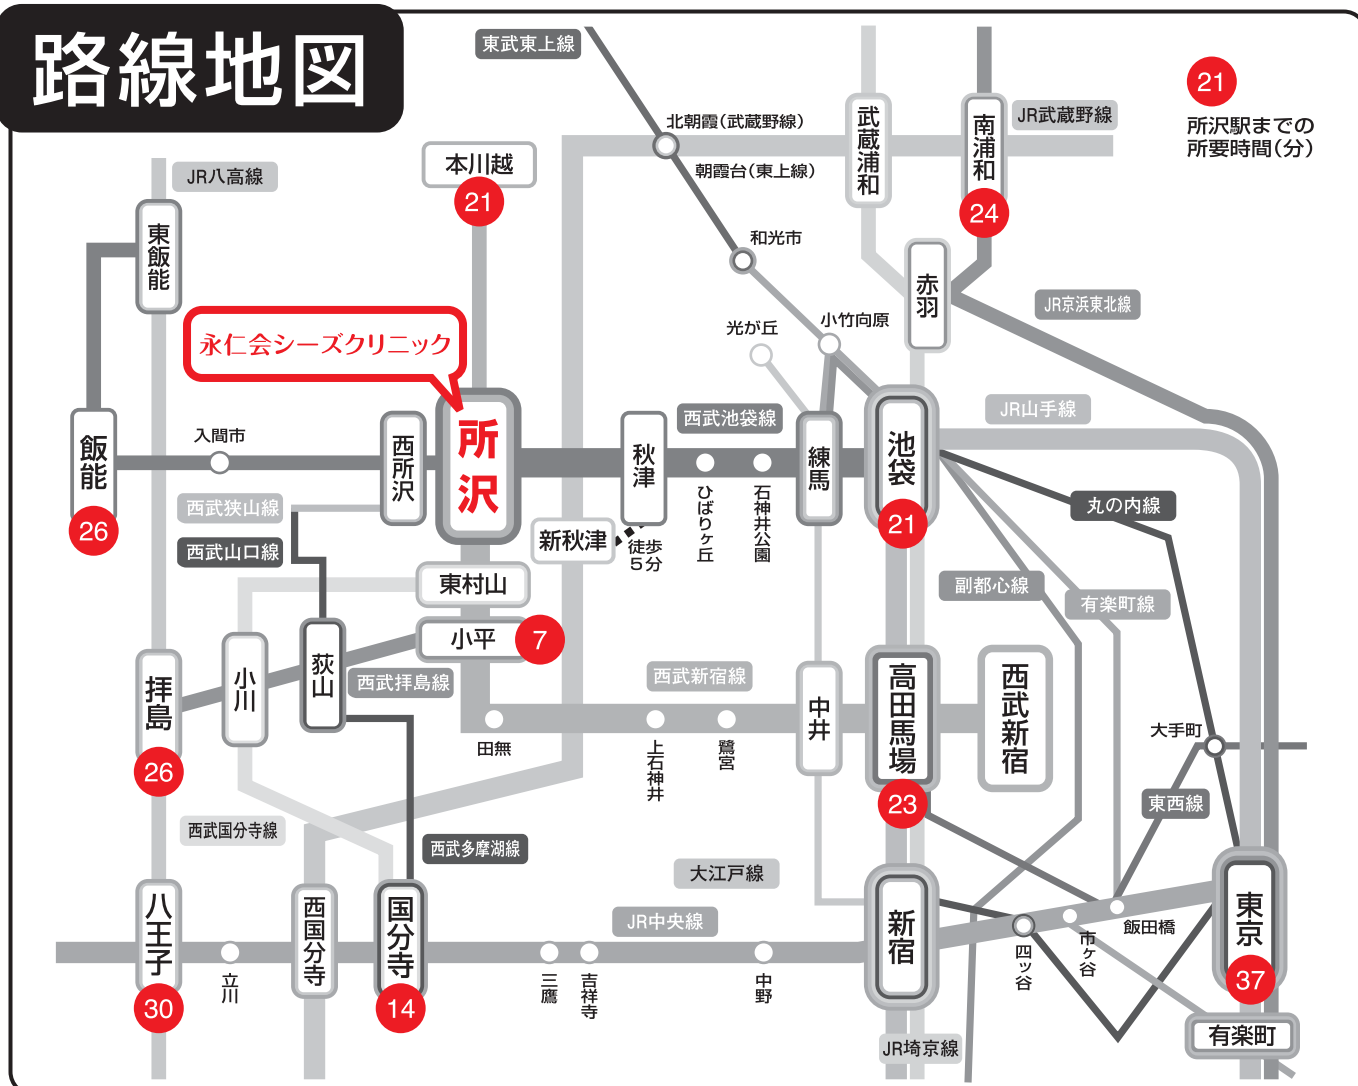 路線地図
東武東上線
21
所沢駅までの
所要時間(分)
北朝霞(武蔵野線)
朝霞台(東上線)
武蔵浦和
南浦和
24
JR武蔵野線
本川越
21
JR八高線
東飯能
和光市
赤羽
JR京浜東北線
光が丘
小竹向原
永仁会シーズクリニック
所沢
飯能
26
入間市
西所沢
秋津
西武池袋線
ひばりヶ丘
石神井公園
練馬
池袋
21
JR山手線
丸の内線
西武狭山線
西武山口線
新秋津
徒歩
5分
東村山
小平
7
副都心線
有楽町線
拝島
26
小川
荻山
西武拝島線
西武新宿線
田無
上石神井
鷺宮
中井
高田馬場
23
西武新宿
大手町
東西線
西武国分寺線
西武多摩湖線
大江戸線
JR中央線
八王子
30
立川
西国分寺
国分寺
14
三鷹
吉祥寺
中野
新宿
四ッ谷
市ヶ谷
飯田橋
東京
37
有楽町
JR埼京線